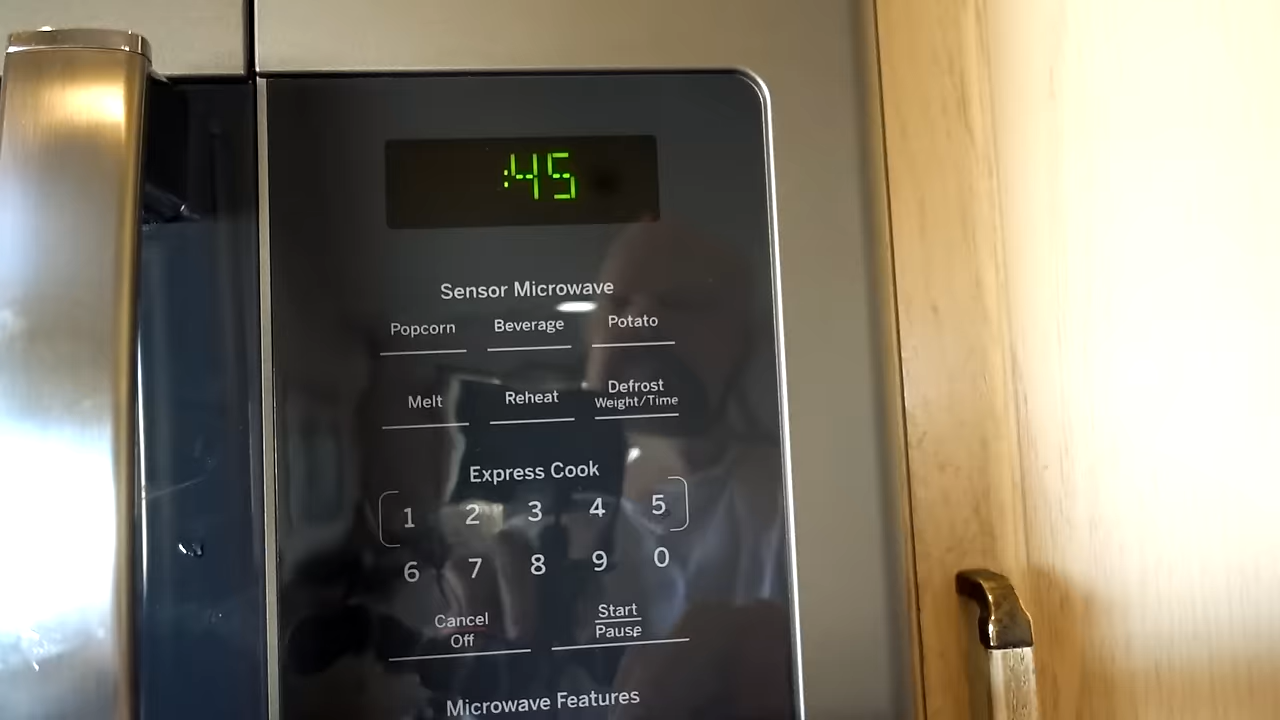 :45
Sensor Microwave
Popcorn Beverage Potato
Melt Reheat Defrost
Weight/Time
Express Cook
1 2 3 4 5
6 7 8 9 0
Cancel
Off
Start
Pause
Microwave Features